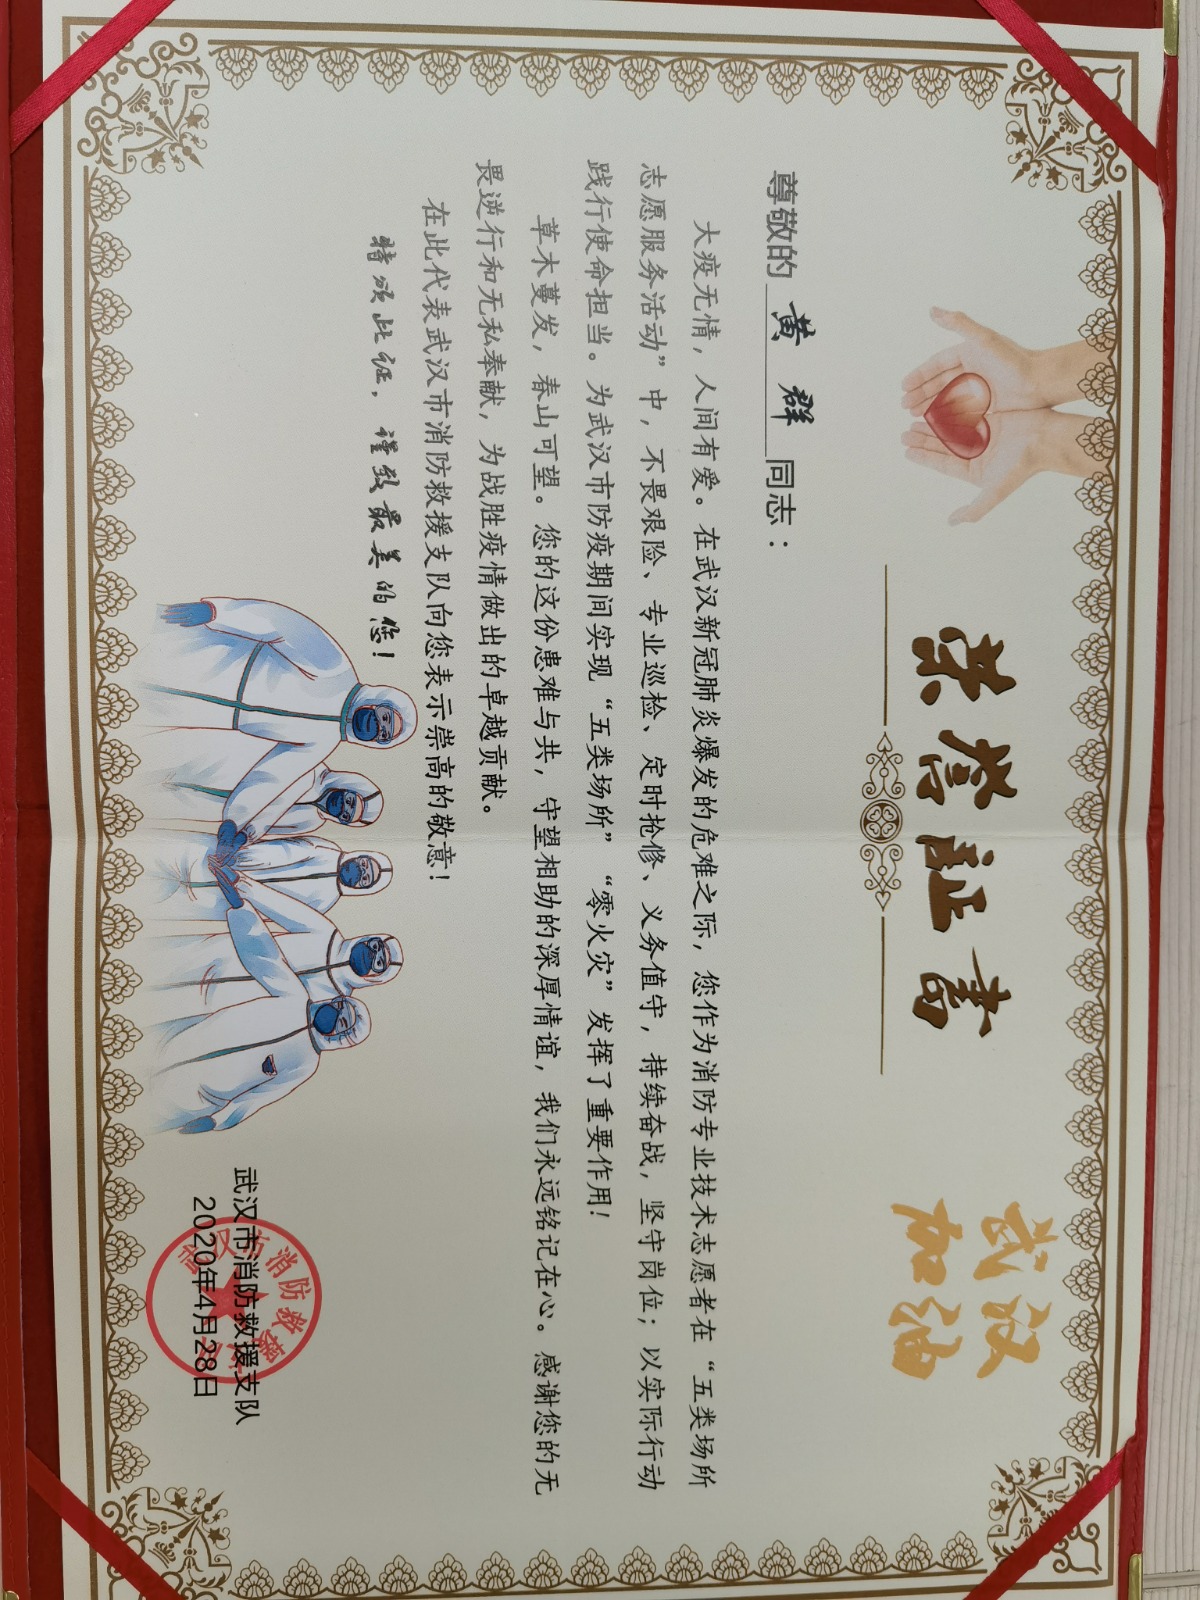 荣誉证书
武汉
加油
尊敬的 黄 群 同志：
大疫无情，人间有爱。在武汉新冠肺炎爆发的危难之际，您作为消防专业技术志愿者在“五类场所
志愿服务活动”中，不畏艰险、专业巡检、定时抢修、义务值守，持续奋战，坚守岗位；以实际行动
践行使命担当。为武汉市防疫期间实现“五类场所”“零火灾”发挥了重要作用！
草木蔓发，春山可望。您的这份患难与共，守望相助的深厚情谊，我们永远铭记在心。感谢您的无
畏逆行和无私奉献，为战胜疫情做出的卓越贡献。
在此代表武汉市消防救援支队向您表示崇高的敬意！
特颁此证，谨致最美的您！
武汉市消防救援支队
2020年4月28日
武汉市消防救援